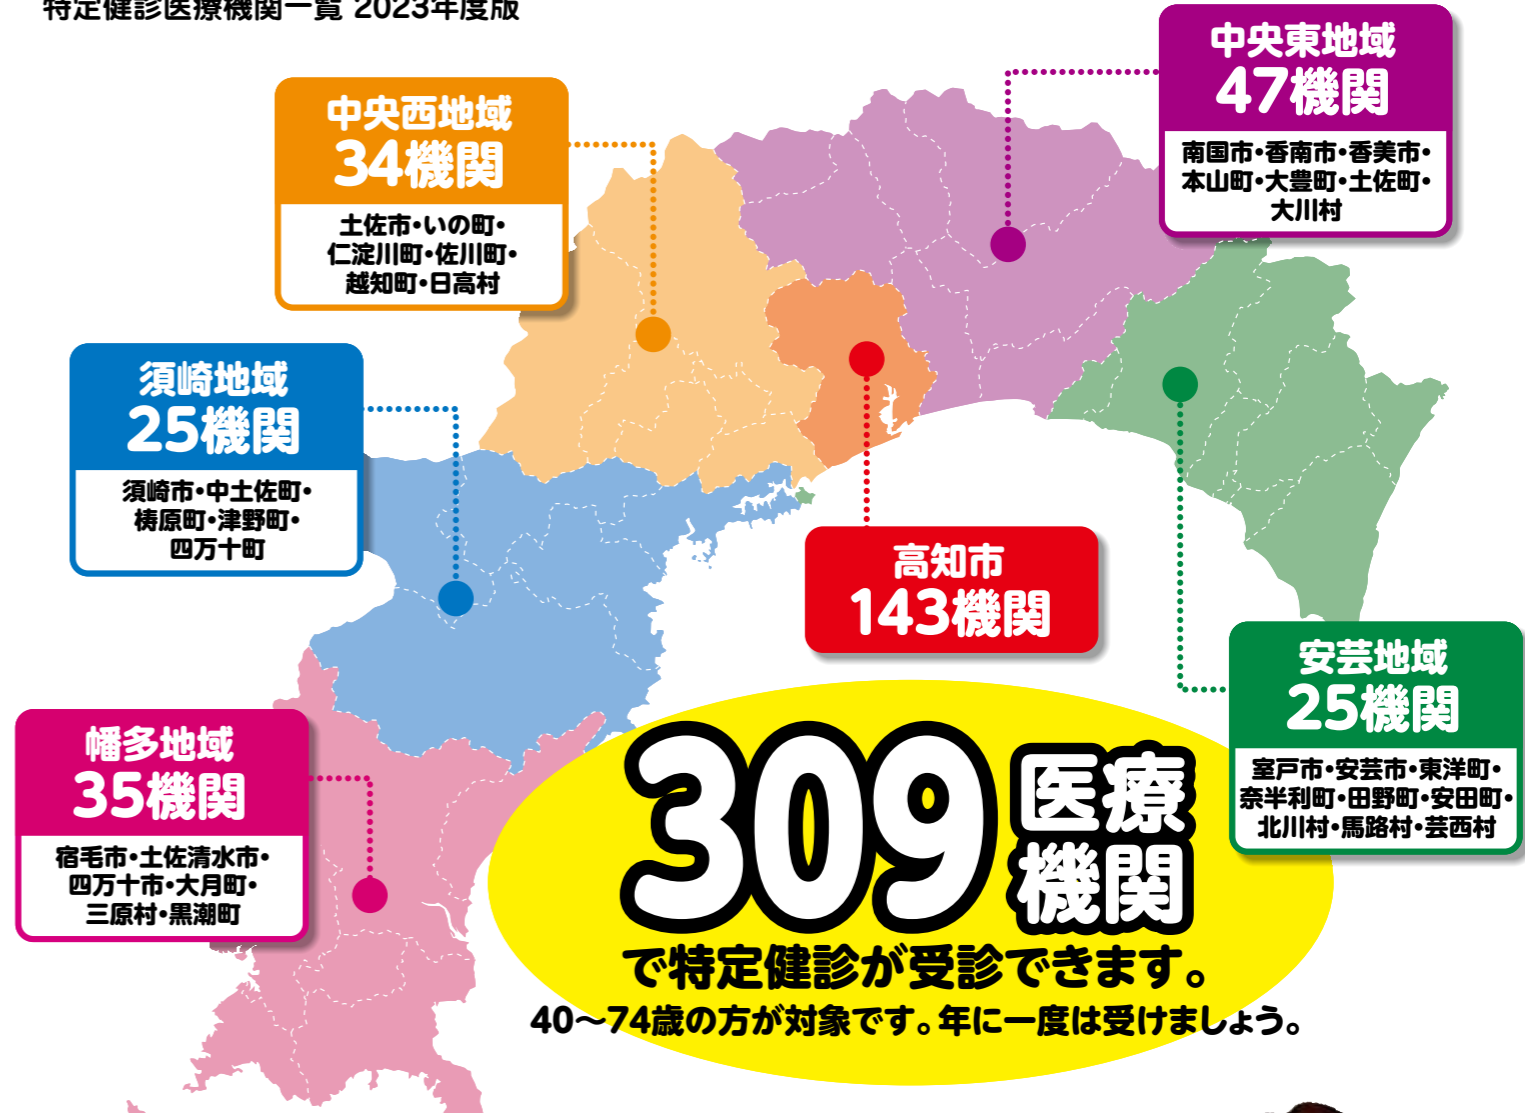 特定健診医療機関一覧 2023年度版
中央東地域
47機関
南国市・香南市・香美市・
本山町・大豊町・土佐町・
大川村
中央西地域
34機関
土佐市・いの町・
仁淀川町・佐川町・
越知町・日高村
須崎地域
25機関
須崎市・中土佐町・
梼原町・津野町・
四万十町
高知市
143機関
安芸地域
25機関
室戸市・安芸市・東洋町・
奈半利町・田野町・安田町・
北川村・馬路村・芸西村
幡多地域
35機関
宿毛市・土佐清水市・
四万十市・大月町・
三原村・黒潮町
309医療
機関
で特定健診が受診できます。
40～74歳の方が対象です。年に一度は受けましょう。